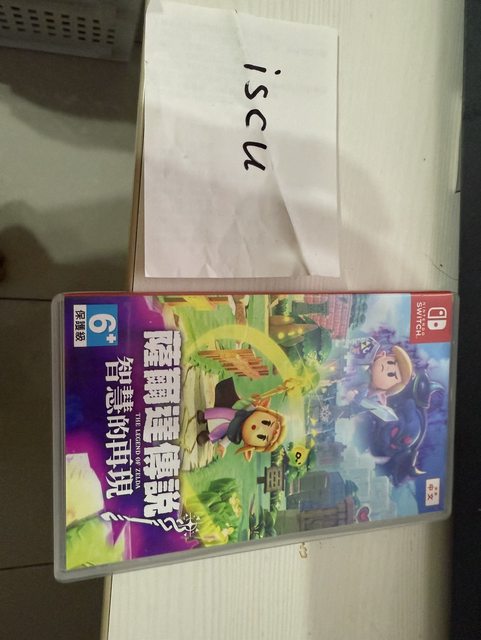 iscu
NINTENDO
SWITCH
中文
薩爾達傳說
THE LEGEND OF ZELDA
智慧的再現
6+
保護級